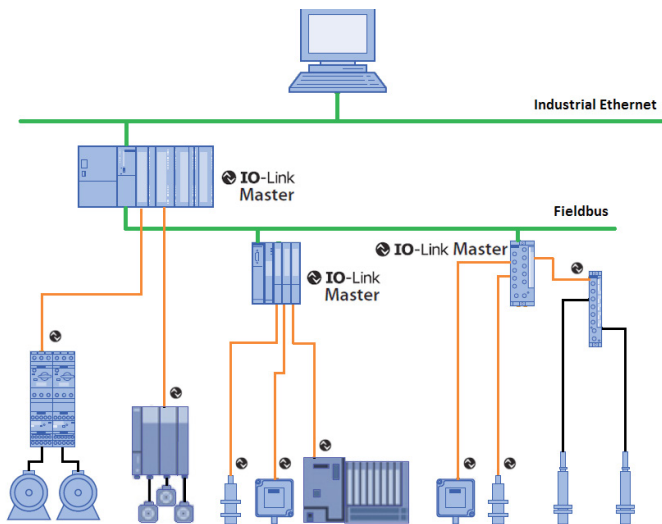 Industrial Ethernet
IO-Link
Master
Fieldbus
IO-Link Master
IO-Link
Master